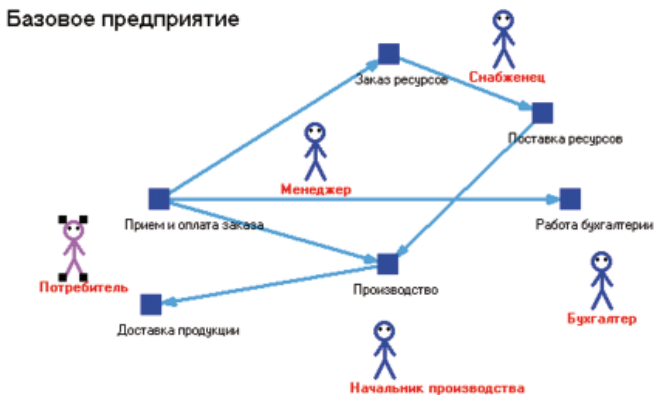 Базовое предприятие
Заказ ресурсов
Снабженец
Поставка ресурсов
Менеджер
Прием и оплата заказа
Работа бухгалтерии
Потребитель
Производство
Бухгалтер
Доставка продукции
Начальник производства